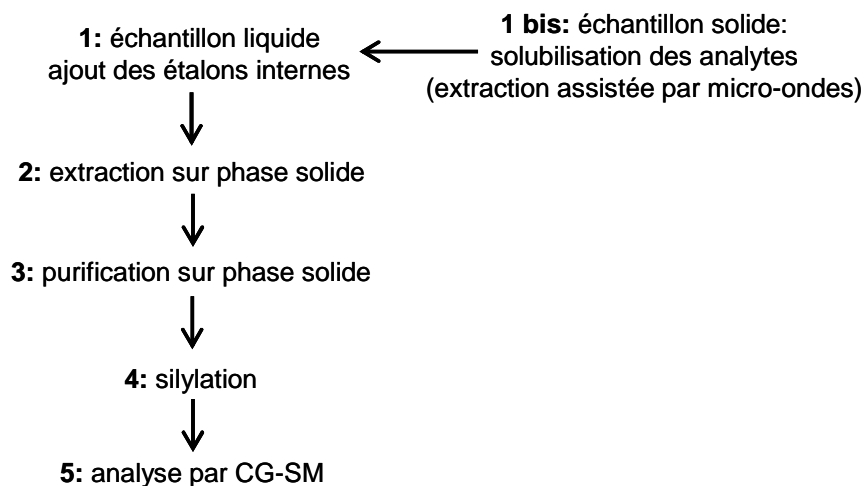 1: échantillon liquide
ajout des étalons internes
1 bis: échantillon solide:
solubilisation des analytes
(extraction assistée par micro-ondes)
2: extraction sur phase solide
3: purification sur phase solide
4: silylation
5: analyse par CG-SM